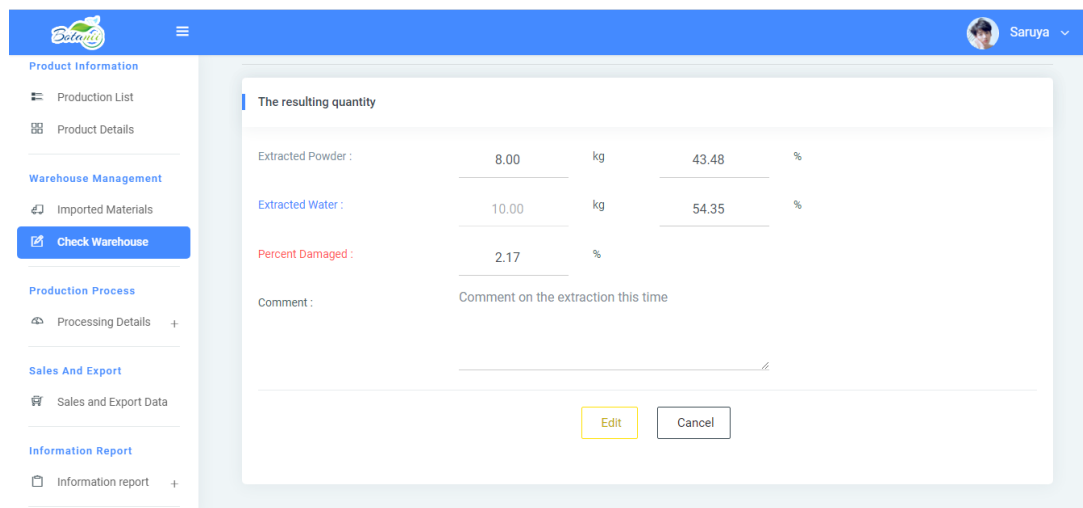 Botanic
Saruya
Product Information
Production List
Product Details
Warehouse Management
Imported Materials
Check Warehouse
Production Process
Processing Details +
Sales And Export
Sales and Export Data
Information Report
Information report +
The resulting quantity
Extracted Powder : 8.00 kg 43.48 %
Extracted Water : 10.00 kg 54.35 %
Percent Damaged : 2.17 %
Comment : Comment on the extraction this time
Edit Cancel